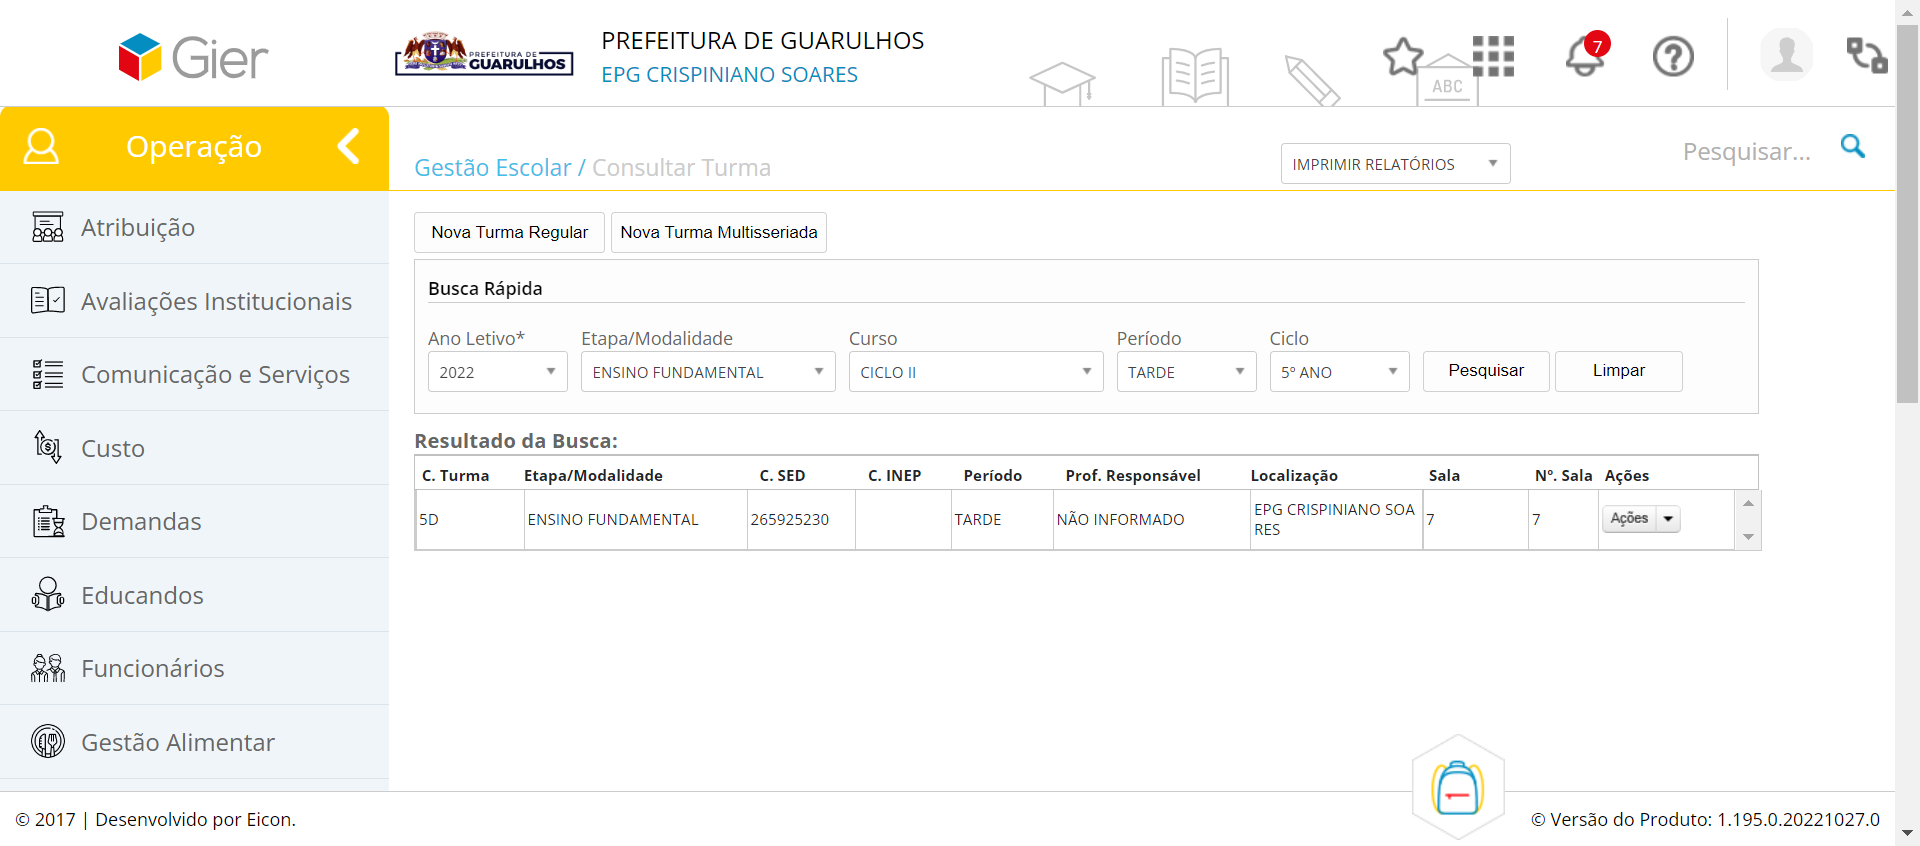 Gier
PREFEITURA DE
GUARULHOS
PREFEITURA DE GUARULHOS
EPG CRISPINIANO SOARES
ABC
7
Operação
Gestão Escolar / Consultar Turma
IMPRIMIR RELATÓRIOS
Pesquisar...
Atribuição
Avaliações Institucionais
Comunicação e Serviços
Custo
Demandas
Educandos
Funcionários
Gestão Alimentar
Nova Turma Regular Nova Turma Multisseriada
Busca Rápida
Ano Letivo* Etapa/Modalidade Curso Período Ciclo
2022 ENSINO FUNDAMENTAL CICLO II TARDE 5º ANO Pesquisar Limpar
Resultado da Busca:
C. Turma Etapa/Modalidade C. SED C. INEP Período Prof. Responsável Localização Sala Nº. Sala Ações
5D ENSINO FUNDAMENTAL 265925230 TARDE NÃO INFORMADO EPG CRISPINIANO SOA
RES 7 7 Ações
© 2017 | Desenvolvido por Eicon.
© Versão do Produto: 1.195.0.20221027.0